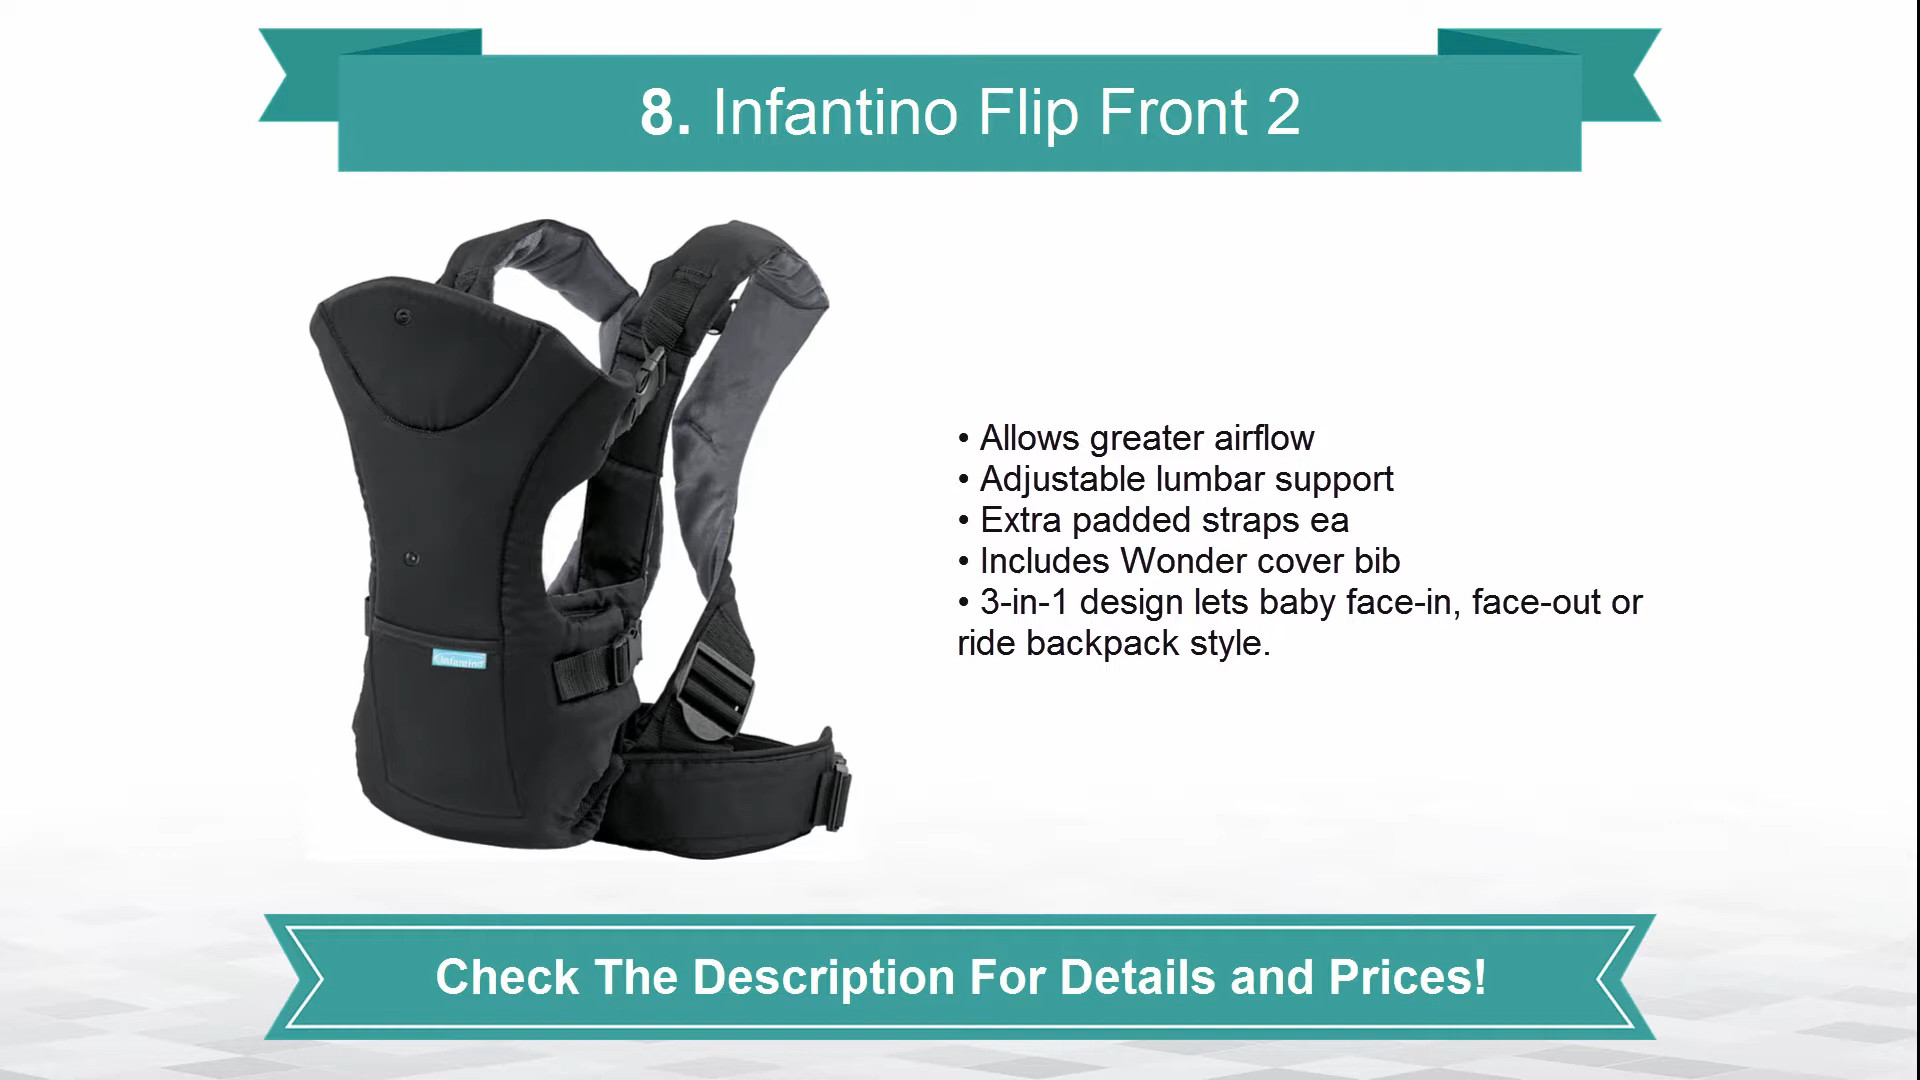 8. Infantino Flip Front 2
• Allows greater airflow
• Adjustable lumbar support
• Extra padded straps ea
• Includes Wonder cover bib
• 3-in-1 design lets baby face-in, face-out or
ride backpack style.
infantino
Check The Description For Details and Prices!